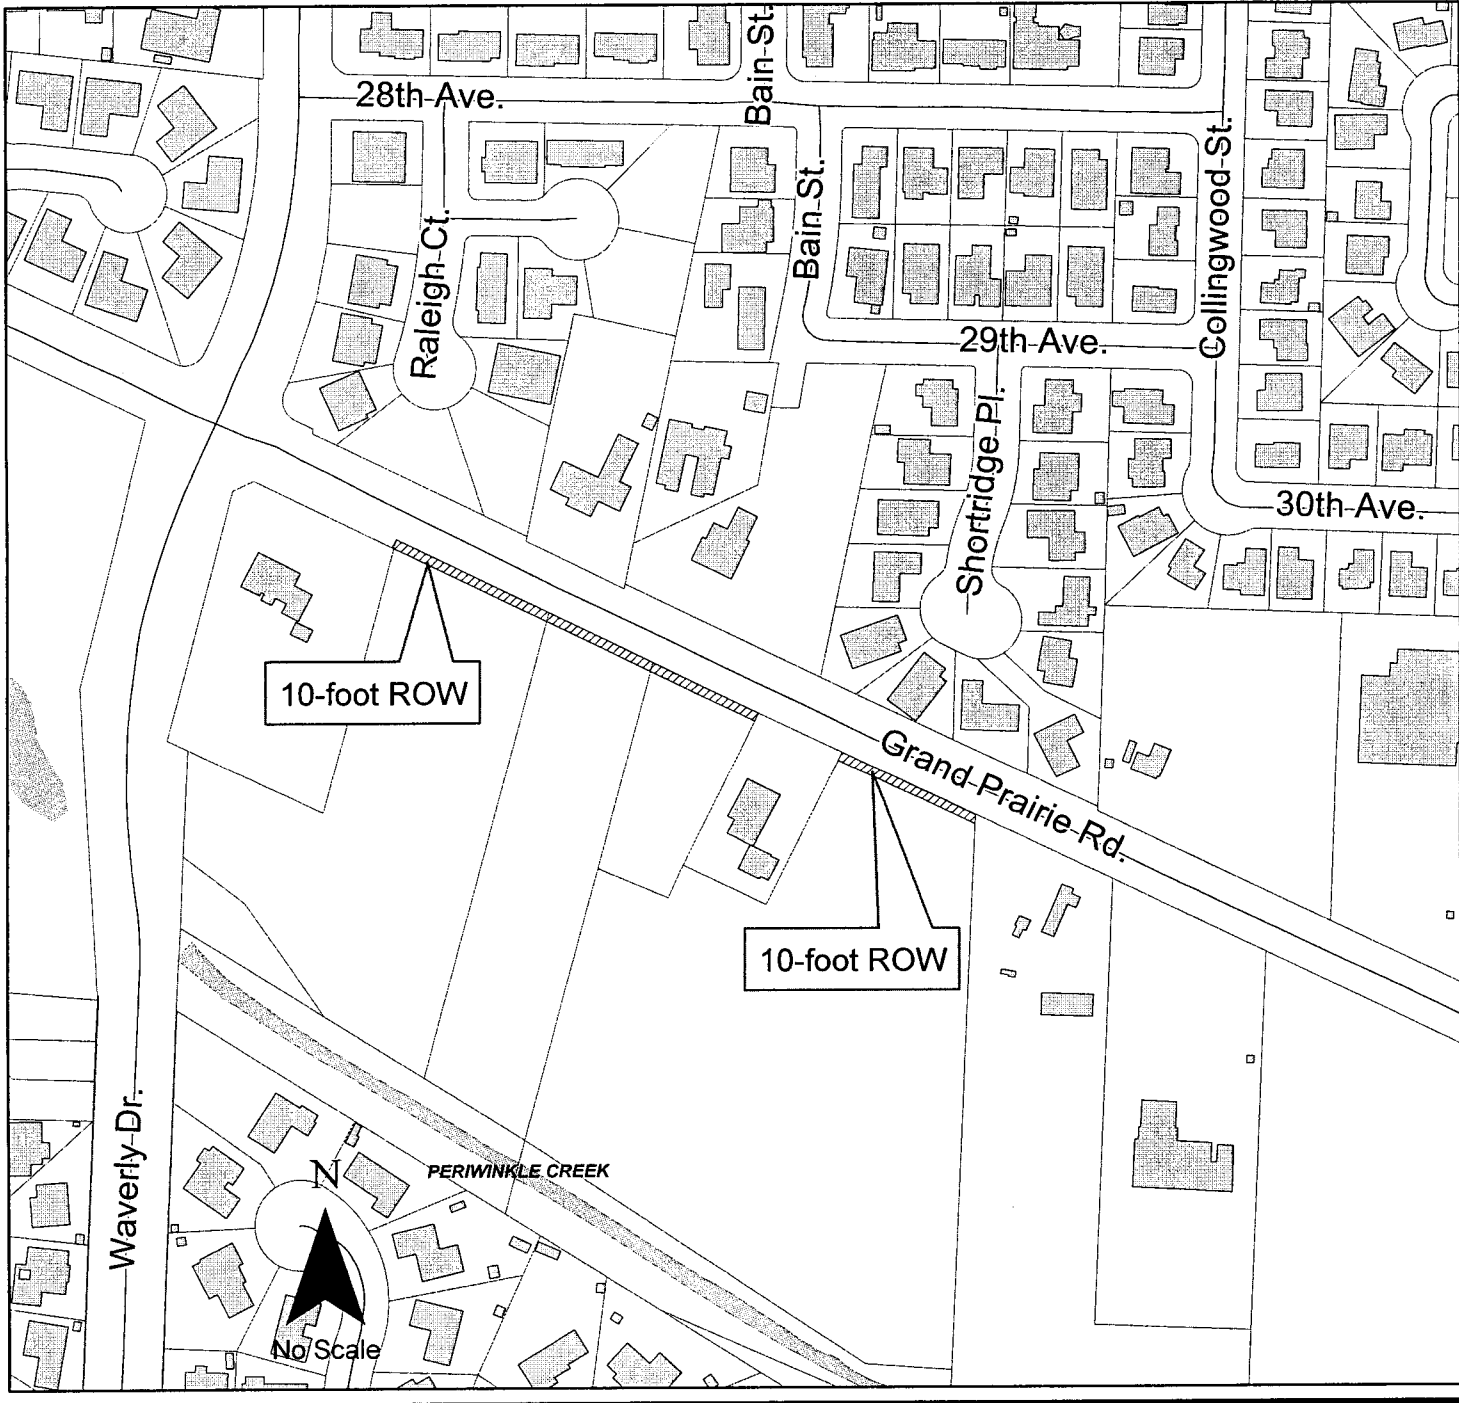 Bain St.
28th Ave.
Bain St.
Collingwood St.
Raleigh Ct.
29th Ave.
Shortridge Pl.
30th Ave.
10-foot ROW
Grand Prairie Rd.
10-foot ROW
Waverly Dr.
PERIWINKLE CREEK
N
No Scale